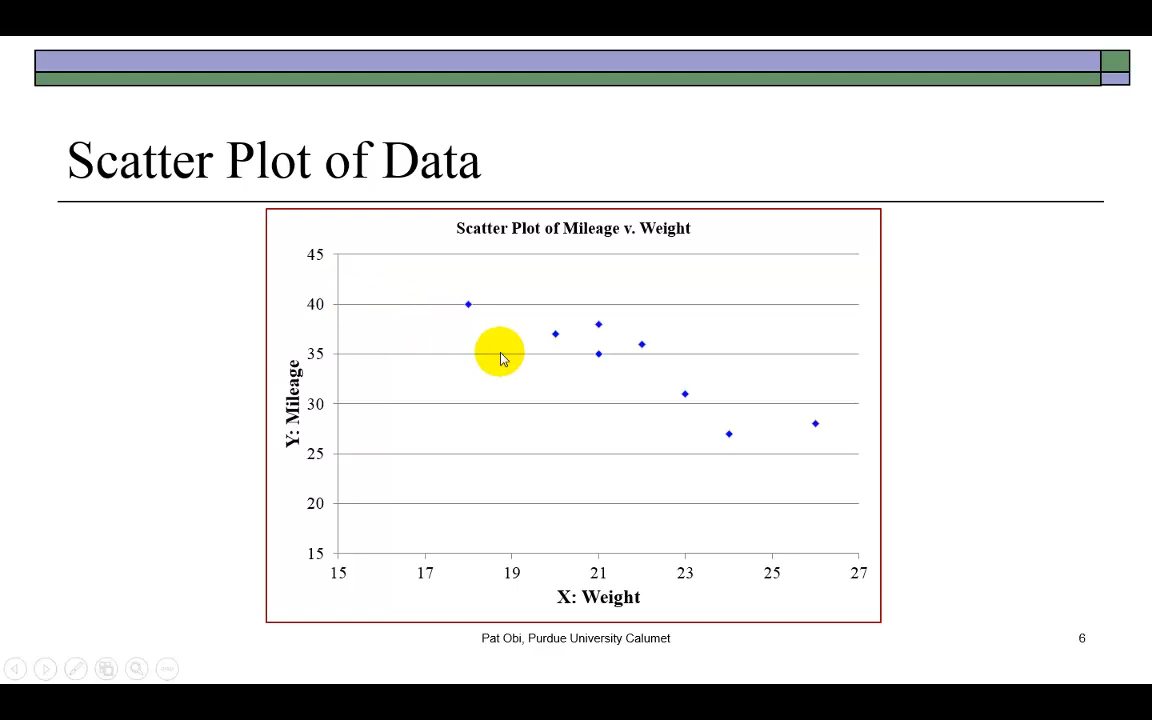 Scatter Plot of Data
Scatter Plot of Mileage v. Weight
45
40
35
30
25
20
15
Y: Mileage
15 17 19 21 23 25 27
X: Weight
Pat Obi, Purdue University Calumet
6